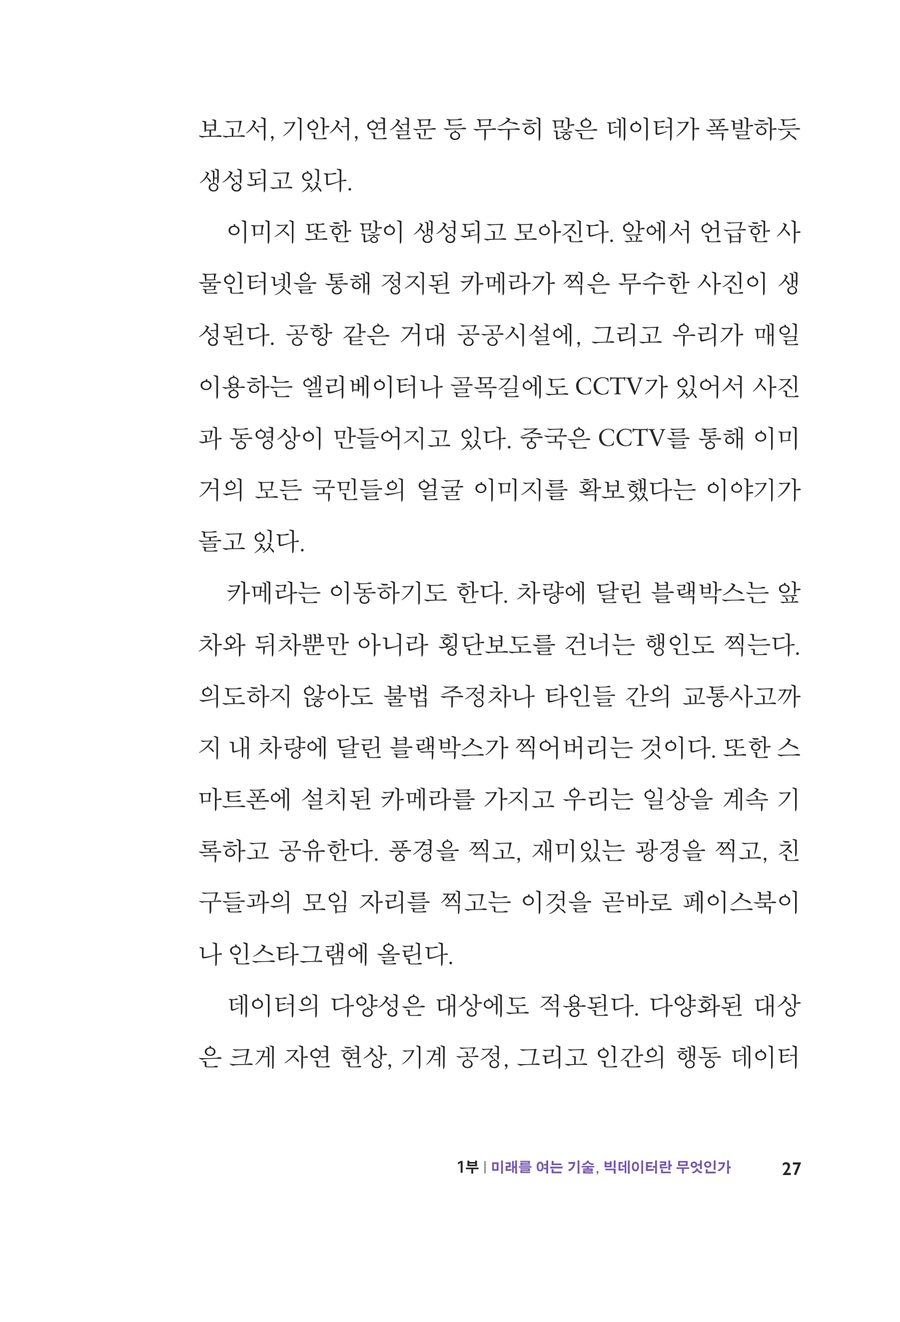 보고서, 기안서, 연설문 등 무수히 많은 데이터가 폭발하듯
생성되고 있다.
이미지 또한 많이 생성되고 모아진다. 앞에서 언급한 사
물인터넷을 통해 정지된 카메라가 찍은 무수한 사진이 생
성된다. 공항 같은 거대 공공시설에, 그리고 우리가 매일
이용하는 엘리베이터나 골목길에도 CCTV가 있어서 사진
과 동영상이 만들어지고 있다. 중국은 CCTV를 통해 이미
거의 모든 국민들의 얼굴 이미지를 확보했다는 이야기가
돌고 있다.
카메라는 이동하기도 한다. 차량에 달린 블랙박스는 앞
차와 뒤차뿐만 아니라 횡단보도를 건너는 행인도 찍는다.
의도하지 않아도 불법 주정차나 타인들 간의 교통사고까
지 내 차량에 달린 블랙박스가 찍어버리는 것이다. 또한 스
마트폰에 설치된 카메라를 가지고 우리는 일상을 계속 기
록하고 공유한다. 풍경을 찍고, 재미있는 광경을 찍고, 친
구들과의 모임 자리를 찍고는 이것을 곧바로 페이스북이
나 인스타그램에 올린다.
데이터의 다양성은 대상에도 적용된다. 다양화된 대상
은 크게 자연 현상, 기계 공정, 그리고 인간의 행동 데이터
1부 | 미래를 여는 기술, 빅데이터란 무엇인가 27